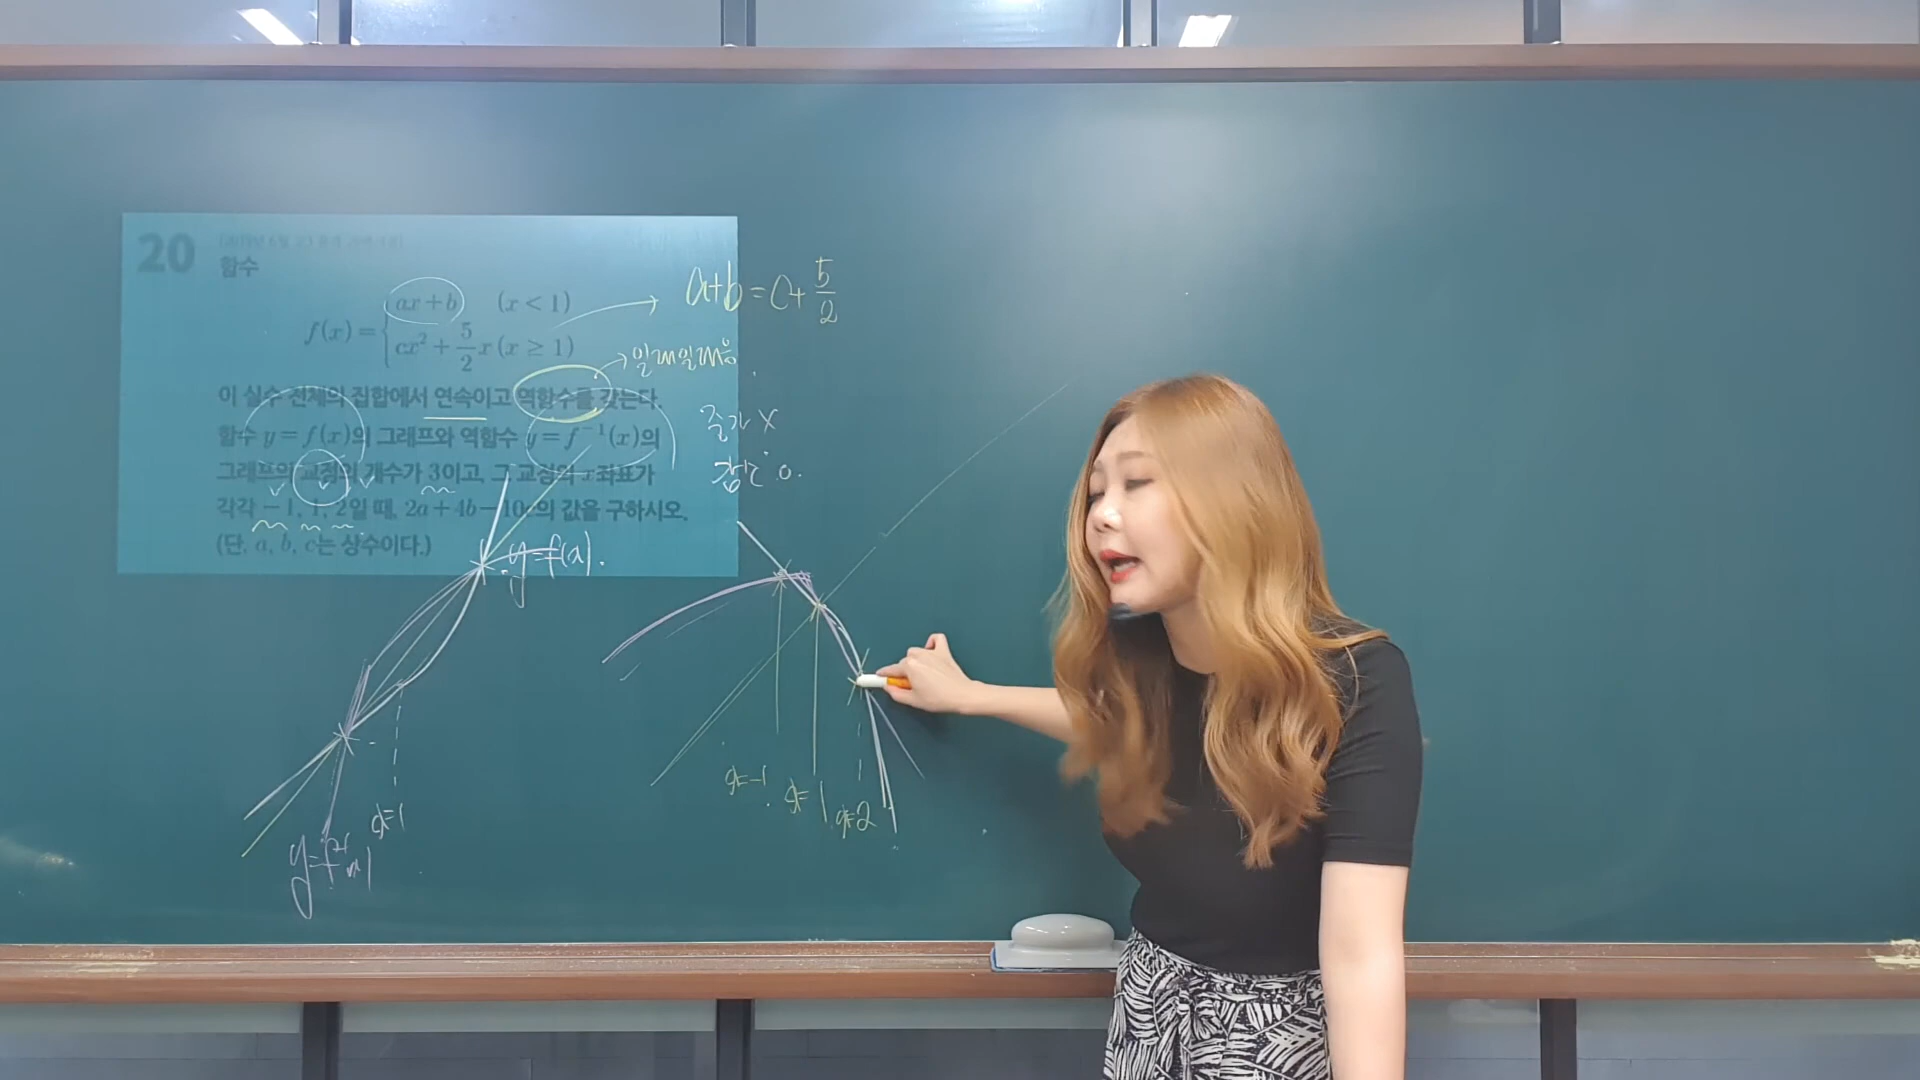 20
함수
f(x) = { ax+b (x < 1)
cx² + 5/2 x (x ≥ 1)
이 실수 전체의 집합에서 연속이고 역함수를 갖는다.
함수 y = f(x)의 그래프와 역함수 y = f⁻¹(x)의
그래프의 교점의 개수가 3이고, 그 교점의 x좌표가
각각 −1, 1, 2일 때, 2a + 4b − 10c의 값을 구하시오.
(단, a, b, c는 상수이다.)
a+b = c+ 5/2
→ 일대일대응
증가 X
감소 O.
y=f(x).
x=1
x=-1
x=1
x=2